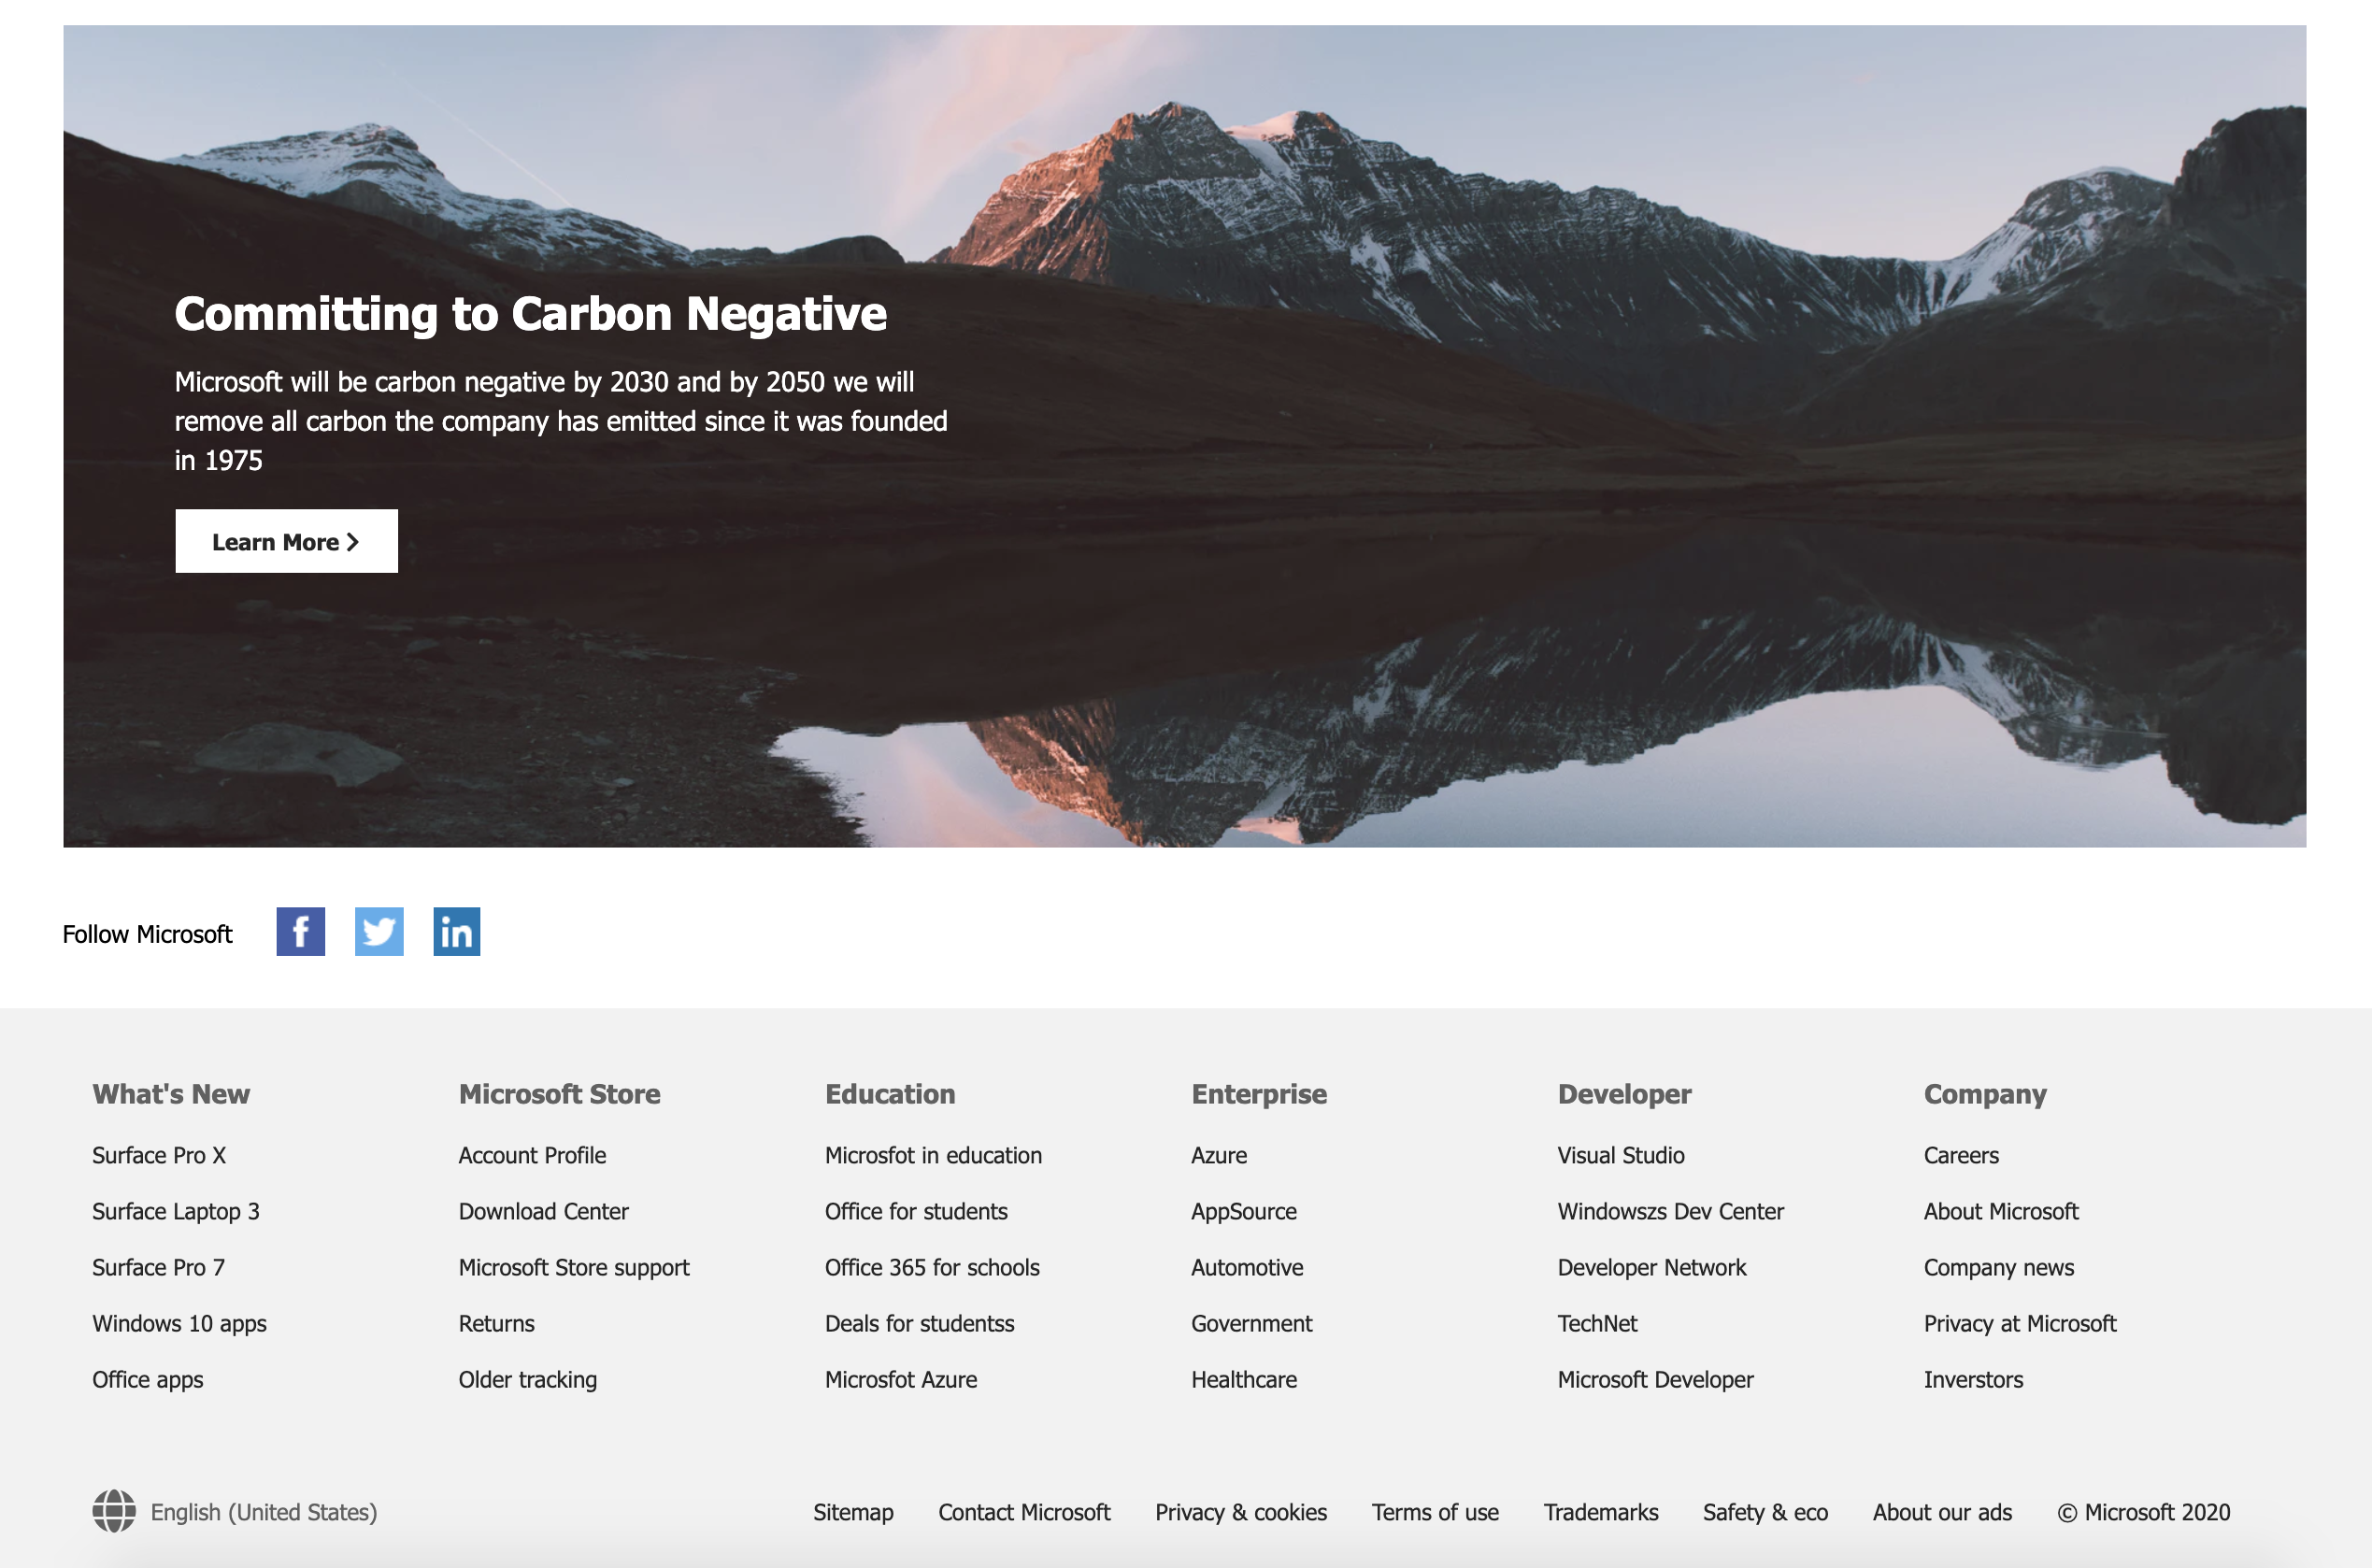 Committing to Carbon Negative
Microsoft will be carbon negative by 2030 and by 2050 we will
remove all carbon the company has emitted since it was founded
in 1975
Learn More
Follow Microsoft
What's New
Surface Pro X
Surface Laptop 3
Surface Pro 7
Windows 10 apps
Office apps
Microsoft Store
Account Profile
Download Center
Microsoft Store support
Returns
Older tracking
Education
Microsfot in education
Office for students
Office 365 for schools
Deals for studentss
Microsfot Azure
Enterprise
Azure
AppSource
Automotive
Government
Healthcare
Developer
Visual Studio
Windowszs Dev Center
Developer Network
TechNet
Microsoft Developer
Company
Careers
About Microsoft
Company news
Privacy at Microsoft
Inverstors
English (United States)
Sitemap Contact Microsoft Privacy & cookies Terms of use Trademarks Safety & eco About our ads © Microsoft 2020